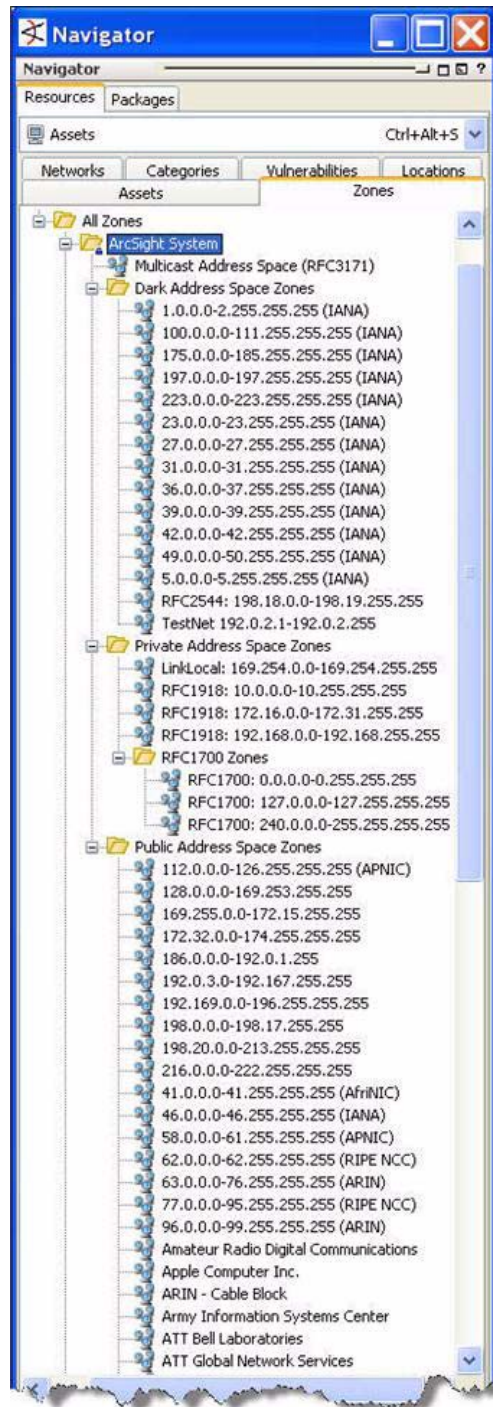 Navigator
Navigator
?
Resources Packages
Assets Ctrl+Alt+S
Networks Categories Vulnerabilities Locations
Assets Zones
All Zones
ArcSight System
Multicast Address Space (RFC3171)
Dark Address Space Zones
1.0.0.0-2.255.255.255 (IANA)
100.0.0.0-111.255.255.255 (IANA)
175.0.0.0-185.255.255.255 (IANA)
197.0.0.0-197.255.255.255 (IANA)
223.0.0.0-223.255.255.255 (IANA)
23.0.0.0-23.255.255.255 (IANA)
27.0.0.0-27.255.255.255 (IANA)
31.0.0.0-31.255.255.255 (IANA)
36.0.0.0-37.255.255.255 (IANA)
39.0.0.0-39.255.255.255 (IANA)
42.0.0.0-42.255.255.255 (IANA)
49.0.0.0-50.255.255.255 (IANA)
5.0.0.0-5.255.255.255 (IANA)
RFC2544: 198.18.0.0-198.19.255.255
TestNet 192.0.2.1-192.0.2.255
Private Address Space Zones
LinkLocal: 169.254.0.0-169.254.255.255
RFC1918: 10.0.0.0-10.255.255.255
RFC1918: 172.16.0.0-172.31.255.255
RFC1918: 192.168.0.0-192.168.255.255
RFC1700 Zones
RFC1700: 0.0.0.0-0.255.255.255
RFC1700: 127.0.0.0-127.255.255.255
RFC1700: 240.0.0.0-255.255.255.255
Public Address Space Zones
112.0.0.0-126.255.255.255 (APNIC)
128.0.0.0-169.253.255.255
169.255.0.0-172.15.255.255
172.32.0.0-174.255.255.255
186.0.0.0-192.0.1.255
192.0.3.0-192.167.255.255
192.169.0.0-196.255.255.255
198.0.0.0-198.17.255.255
198.20.0.0-213.255.255.255
216.0.0.0-222.255.255.255
41.0.0.0-41.255.255.255 (AfriNIC)
46.0.0.0-46.255.255.255 (IANA)
58.0.0.0-61.255.255.255 (APNIC)
62.0.0.0-62.255.255.255 (RIPE NCC)
63.0.0.0-76.255.255.255 (ARIN)
77.0.0.0-95.255.255.255 (RIPE NCC)
96.0.0.0-99.255.255.255 (ARIN)
Amateur Radio Digital Communications
Apple Computer Inc.
ARIN - Cable Block
Army Information Systems Center
ATT Bell Laboratories
ATT Global Network Services